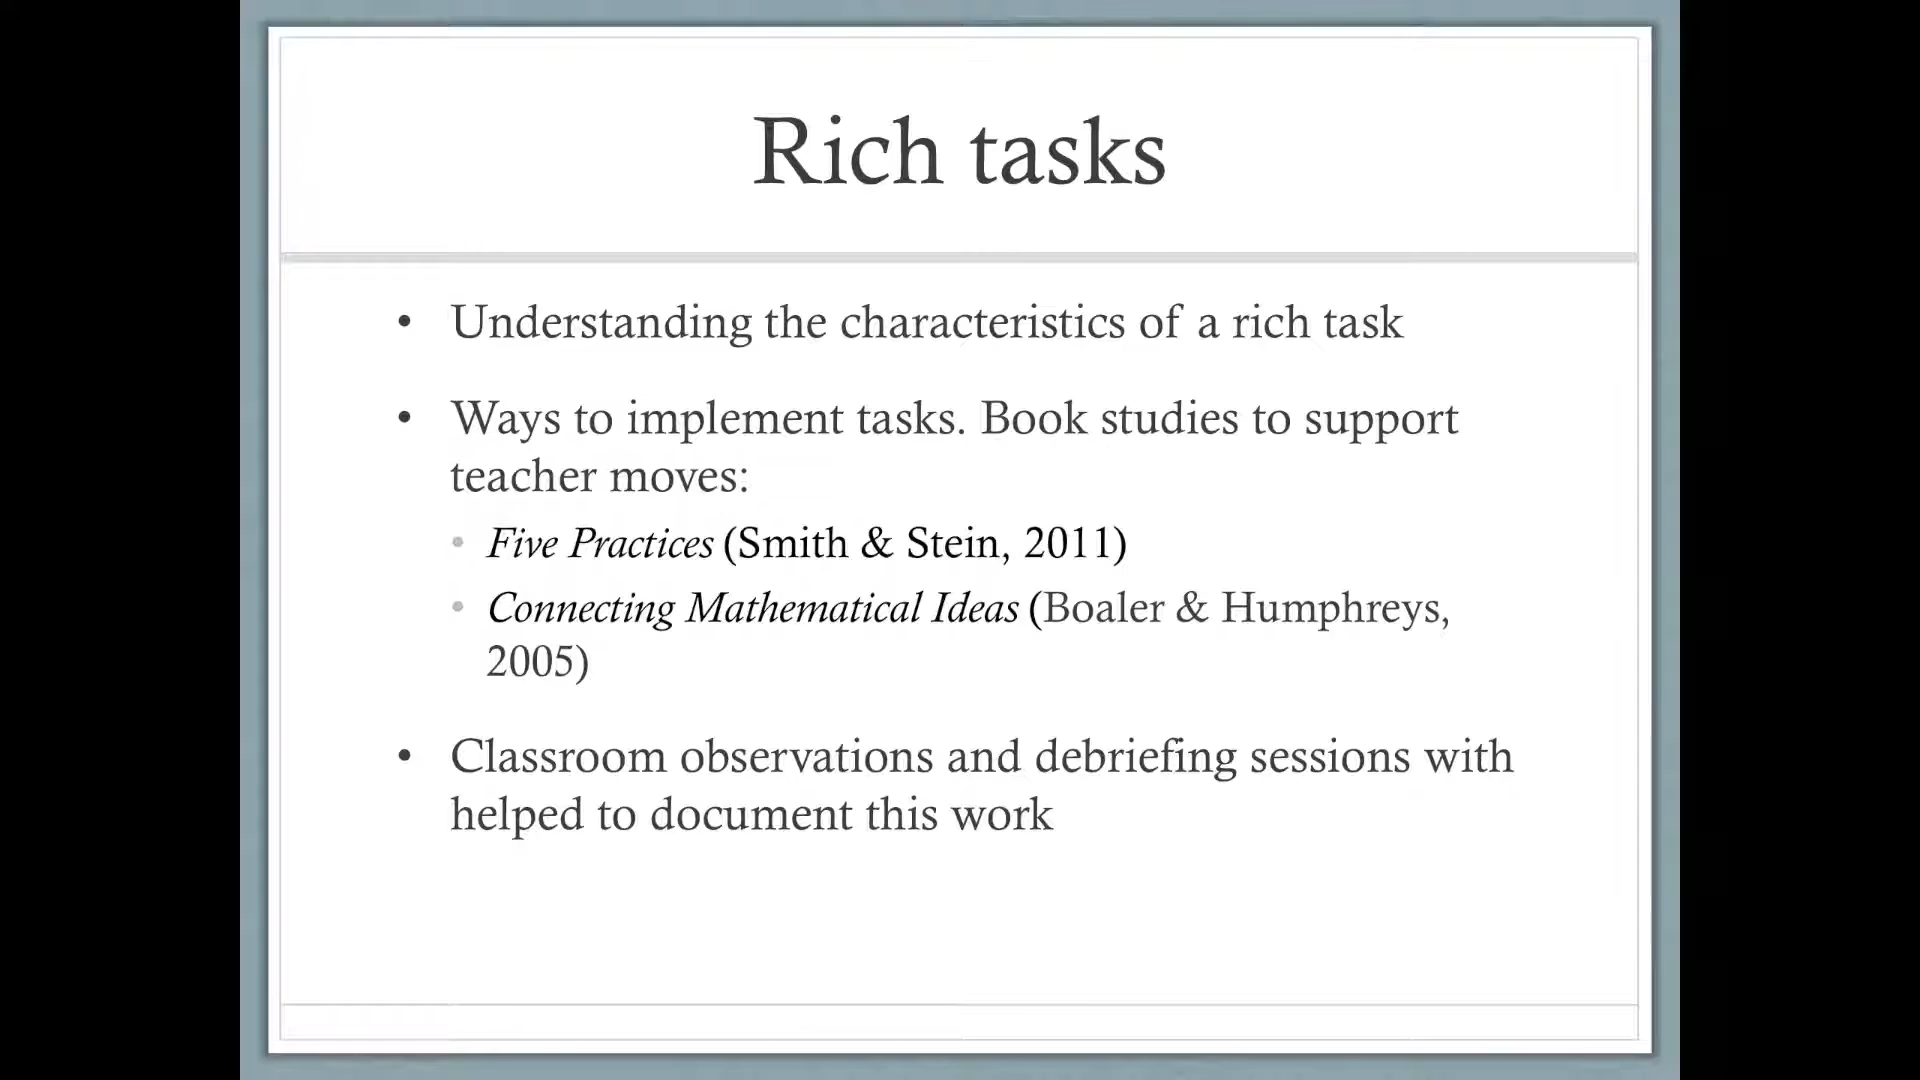 Rich tasks
• Understanding the characteristics of a rich task
• Ways to implement tasks. Book studies to support
teacher moves:
• Five Practices (Smith & Stein, 2011)
• Connecting Mathematical Ideas (Boaler & Humphreys,
2005)
• Classroom observations and debriefing sessions with
helped to document this work